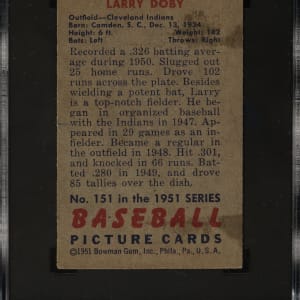 LARRY DOBY
Outfield—Cleveland Indians
Born: Camden, S. C., Dec. 13, 1924
Height: 6 ft. Weight: 182
Bats: Left
Recorded a .326 batting aver-
age during 1950. Slugged out
25 home runs. Drove 102
runs across the plate. Besides
wielding a potent bat, Larry
is a top-notch fielder. He be-
gan in organized baseball
with the Indians in 1947. Ap-
peared in 29 games as an in-
fielder. Became a regular in
the outfield in 1948. Hit .301,
and knocked in 66 runs. Bat-
ted .280 in 1949, and drove
85 tallies over the dish.
No. 151 in the 1951 SERIES
BASEBALL
PICTURE CARDS
©1951 Bowman Gum, Inc., Phila., Pa., U. S. A.